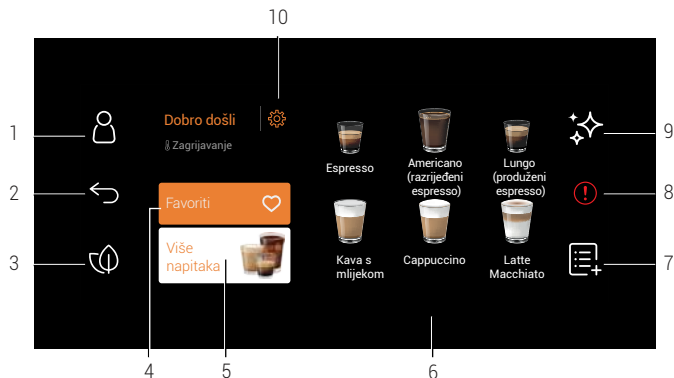 10
1
2
3
Dobro došli
Zagrijavanje
Favoriti
Više
napitaka
Espresso
Americano
(razrijeđeni
espresso)
Lungo
(produženi
espresso)
Kava s
mlijekom
Cappuccino
Latte
Macchiato
9
8
7
4
5
6